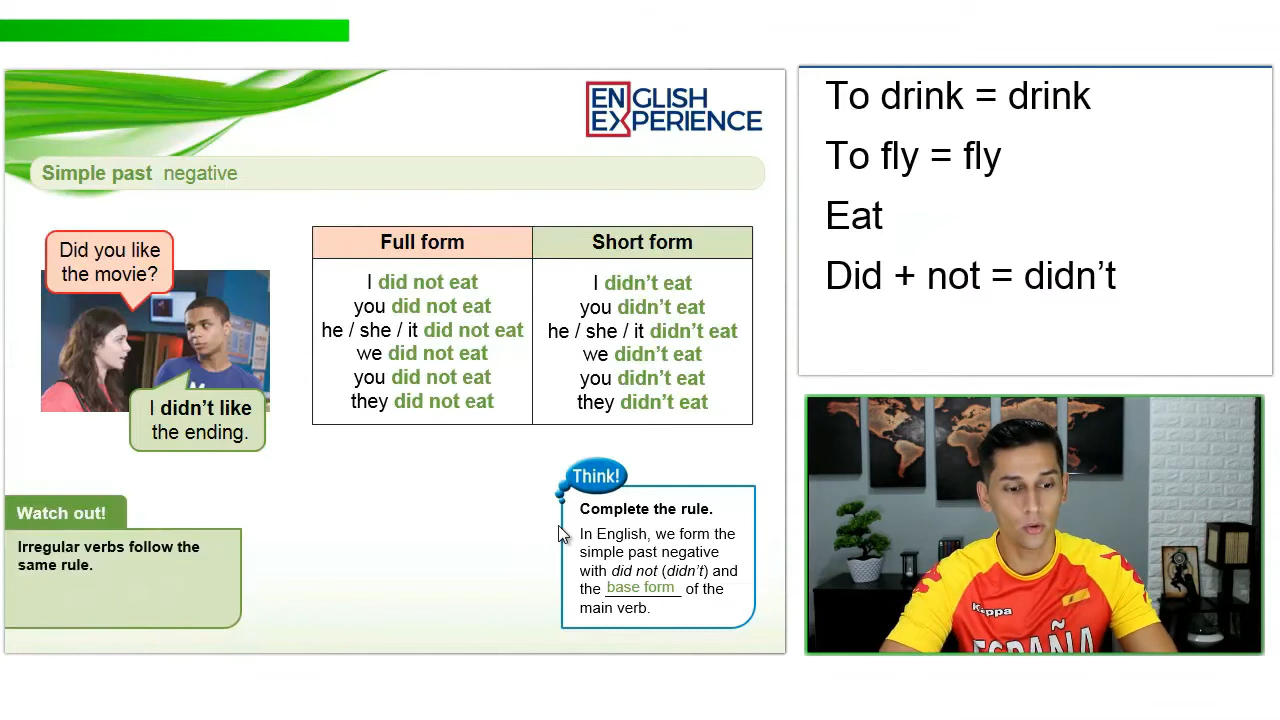 ENGLISH
EXPERIENCE
Simple past negative
Did you like
the movie?
I didn't like
the ending.
Full form
I did not eat
you did not eat
he / she / it did not eat
we did not eat
you did not eat
they did not eat
Short form
I didn't eat
you didn't eat
he / she / it didn't eat
we didn't eat
you didn't eat
they didn't eat
Watch out!
Irregular verbs follow the
same rule.
Think!
Complete the rule.
In English, we form the
simple past negative
with did not (didn't) and
the base form of the
main verb.
To drink = drink
To fly = fly
Eat
Did + not = didn't
Kappa
ESPAÑA